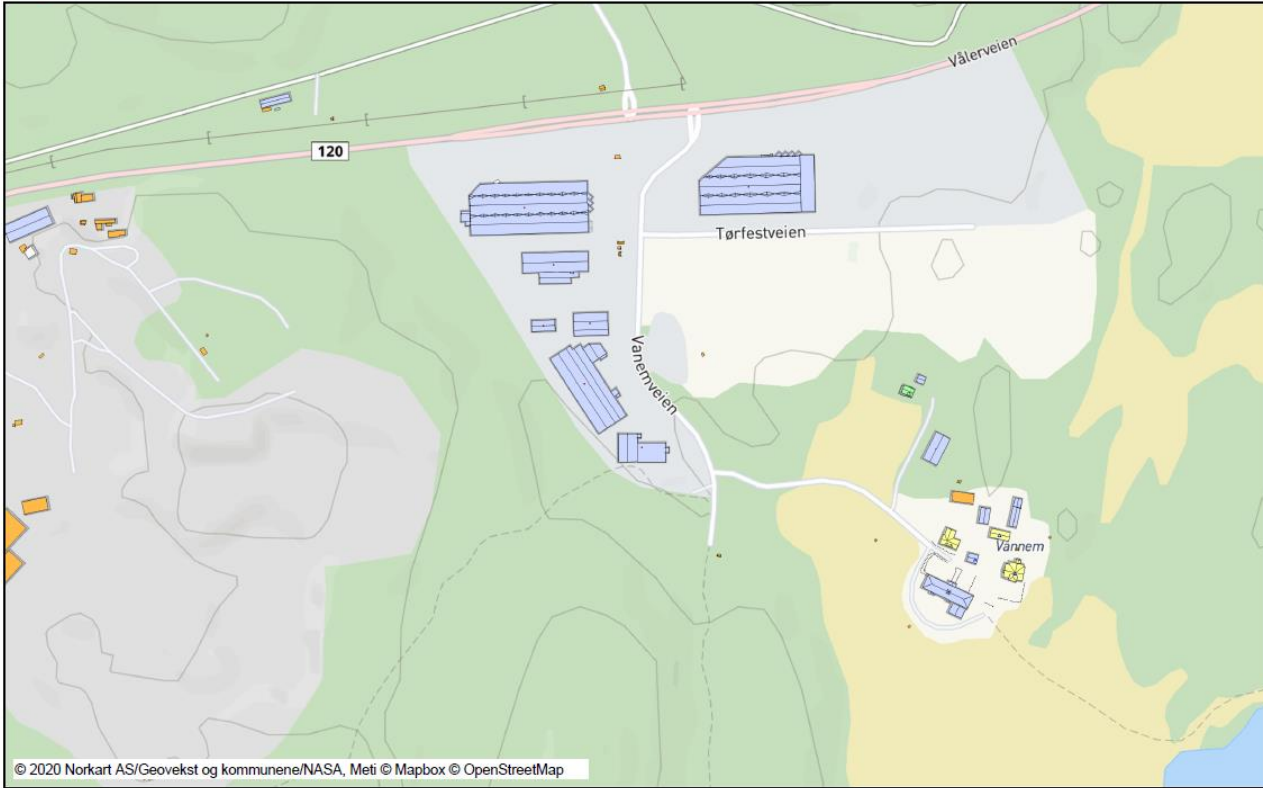 Vålerveien
120
Tørfestveien
Vanemveien
Vannem
© 2020 Norkart AS/Geovekst og kommunene/NASA, Meti © Mapbox © OpenStreetMap